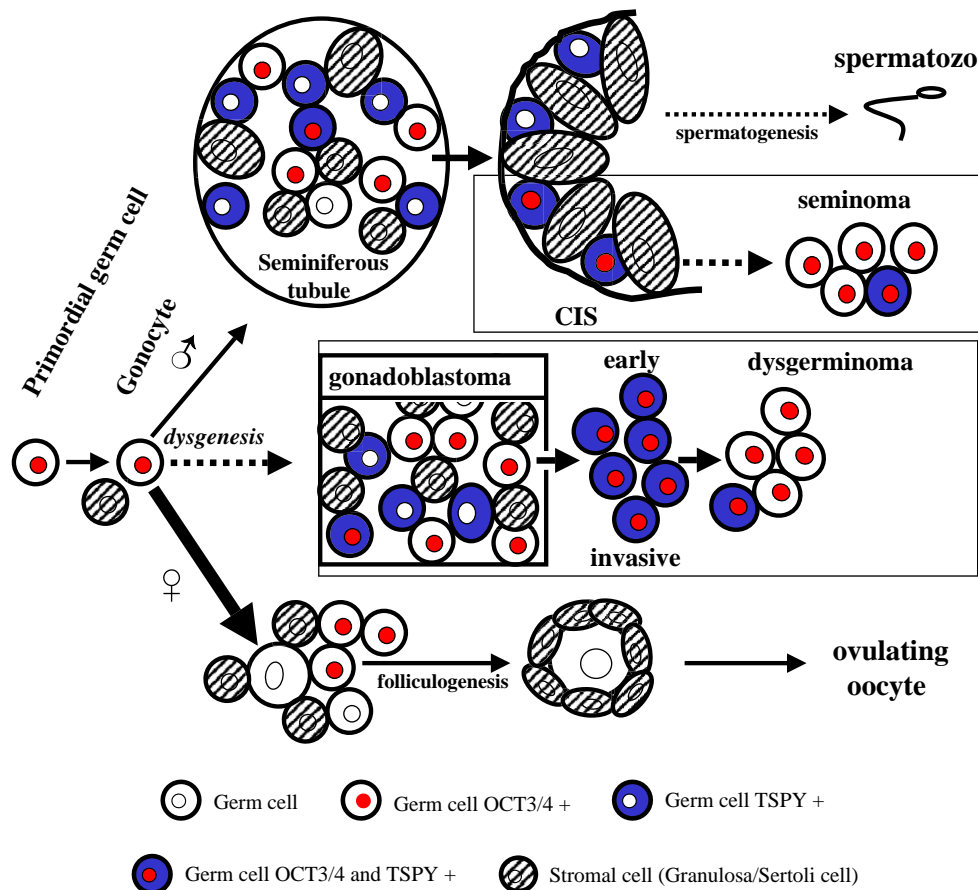 spermatozo
spermatogenesis
seminoma
Seminiferous
tubule
CIS
Primordial germ cell
Gonocyte
♂
gonadoblastoma
early
dysgerminoma
dysgenesis
invasive
♀
folliculogenesis
ovulating
oocyte
Germ cell
Germ cell OCT3/4 +
Germ cell TSPY +
Germ cell OCT3/4 and TSPY +
Stromal cell (Granulosa/Sertoli cell)